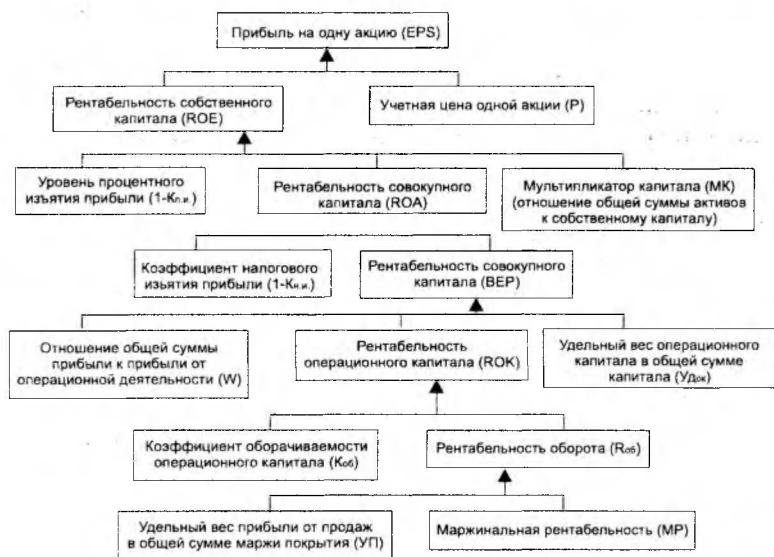 Прибыль на одну акцию (EPS)
Рентабельность собственного
капитала (ROE)
Учетная цена одной акции (P)
Уровень процентного
изъятия прибыли (1-Кп.и.)
Рентабельность совокупного
капитала (ROA)
Мультипликатор капитала (МК)
(отношение общей суммы активов
к собственному капиталу)
Коэффициент налогового
изъятия прибыли (1-Кн.и.)
Рентабельность совокупного
капитала (BEP)
Отношение общей суммы
прибыли к прибыли от
операционной деятельности (W)
Рентабельность
операционного капитала (ROK)
Удельный вес операционного
капитала в общей сумме
капитала (Удок)
Коэффициент оборачиваемости
операционного капитала (Коб)
Рентабельность оборота (Rоб)
Удельный вес прибыли от продаж
в общей сумме маржи покрытия (УП)
Маржинальная рентабельность (МР)